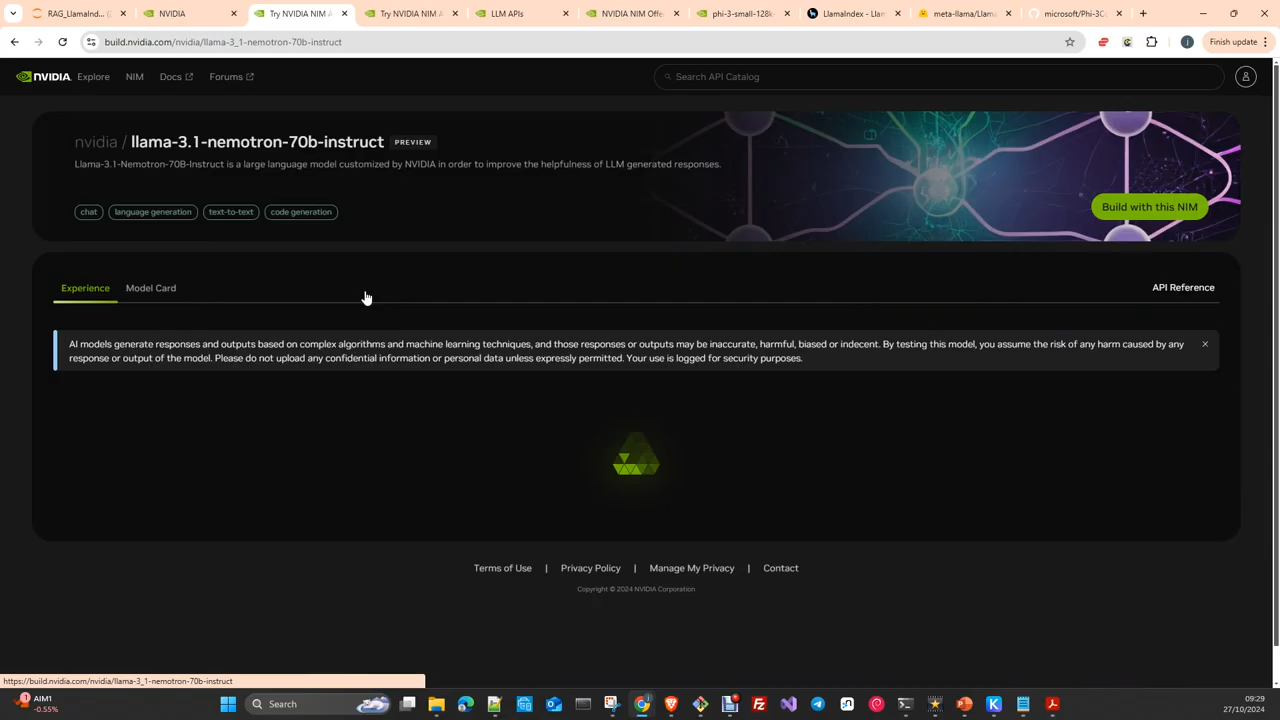 RAG_LlamaInd... (
NVIDIA
Try NVIDIA NIM A
Try NVIDIA NIM A
LLM APIs
NVIDIA NIM Offe
phi-3-small-128k
LlamaIndex - Llam
meta-llama/Llama
microsoft/Phi-3C
build.nvidia.com/nvidia/llama-3_1-nemotron-70b-instruct
Finish update
NVIDIA.
Explore
NIM
Docs
Forums
Search API Catalog
nvidia / llama-3.1-nemotron-70b-instruct
PREVIEW
Llama-3.1-Nemotron-70B-Instruct is a large language model customized by NVIDIA in order to improve the helpfulness of LLM generated responses.
chat
language generation
text-to-text
code generation
Build with this NIM
Experience
Model Card
API Reference
AI models generate responses and outputs based on complex algorithms and machine learning techniques, and those responses or outputs may be inaccurate, harmful, biased or indecent. By testing this model, you assume the risk of any harm caused by any
response or output of the model. Please do not upload any confidential information or personal data unless expressly permitted. Your use is logged for security purposes.
Terms of Use | Privacy Policy | Manage My Privacy | Contact
Copyright © 2024 NVIDIA Corporation
https://build.nvidia.com/nvidia/llama-3_1-nemotron-70b-instruct
1
AIM1
-0.55%
Search
09:29
27/10/2024